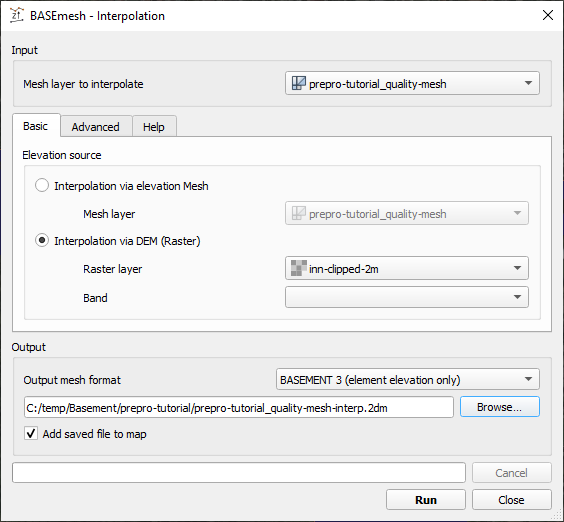 BASEmesh - Interpolation
Input
Mesh layer to interpolate prepro-tutorial_quality-mesh
Basic Advanced Help
Elevation source
Interpolation via elevation Mesh
Mesh layer prepro-tutorial_quality-mesh
Interpolation via DEM (Raster)
Raster layer inn-clipped-2m
Band
Output
Output mesh format BASEMENT 3 (element elevation only)
C:/temp/Basement/prepro-tutorial/prepro-tutorial_quality-mesh-interp.2dm Browse...
Add saved file to map
Cancel
Run Close